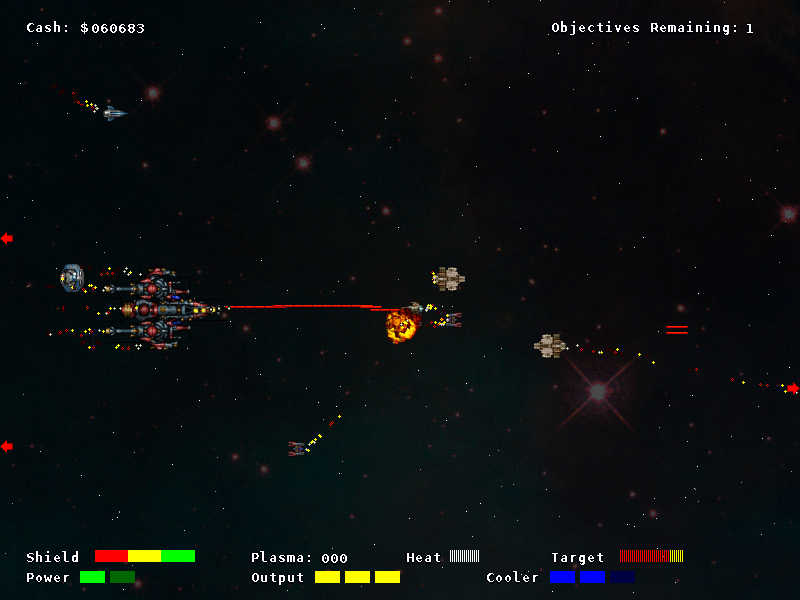 Cash: $060683 Objectives Remaining: 1
Shield Plasma: 000 Heat Target
Power Output Cooler